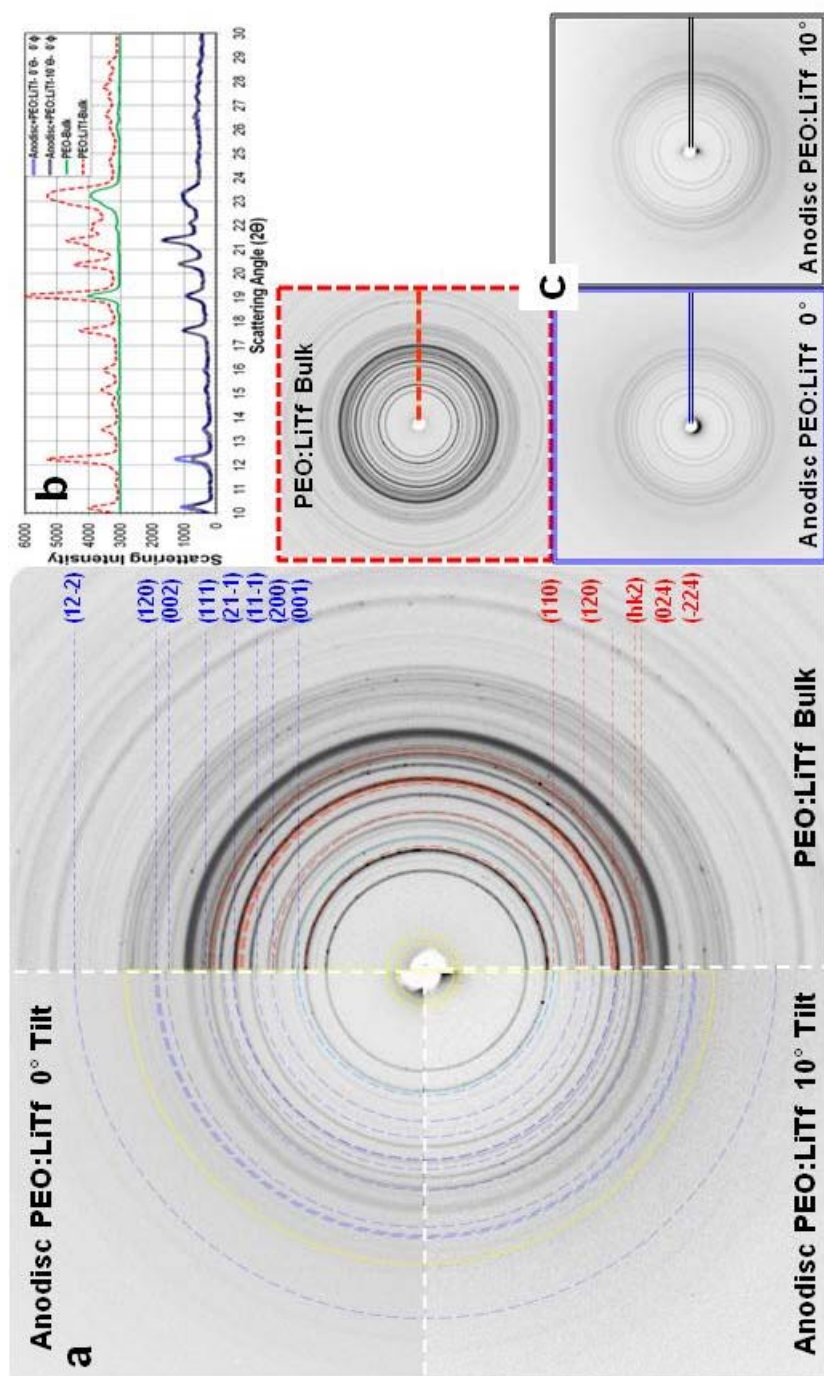 a
Anodisc PEO:LiTf 0° Tilt
Anodisc PEO:LiTf 10° Tilt
PEO:LiTf Bulk
(12-2)
(120)
(002)
(111)
(21-1)
(11-1)
(200)
(001)
(110)
(120)
(hk2)
(024)
(-224)
b
Scattering Intensity
6000
5000
4000
3000
2000
1000
0
10 11 12 13 14 15 16 17 18 19 20 21 22 23 24 25 26 27 28 29 30
Scattering Angle (2Θ)
PEO-Bulk
PEO:LiTf-Bulk
C
PEO:LiTf Bulk
Anodisc PEO:LiTf 0°
Anodisc PEO:LiTf 10°